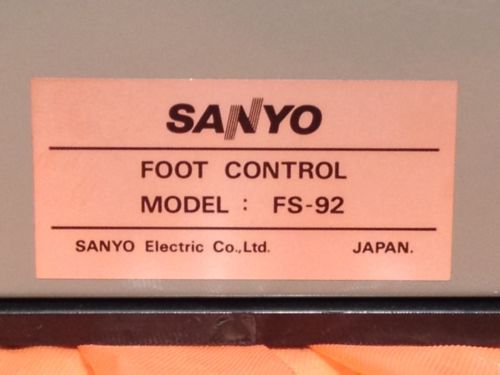 SANYO
FOOT CONTROL
MODEL : FS-92
SANYO Electric Co.,Ltd. JAPAN.